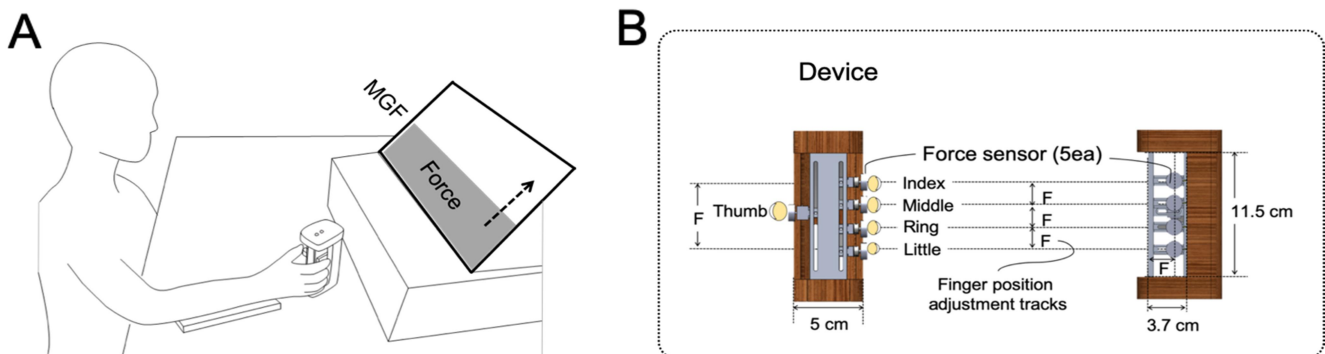 A
MGF
Force
B
Device
Force sensor (5ea)
Thumb
Index
Middle
Ring
Little
F
F
F
F
F
Finger position
adjustment tracks
11.5 cm
5 cm
3.7 cm